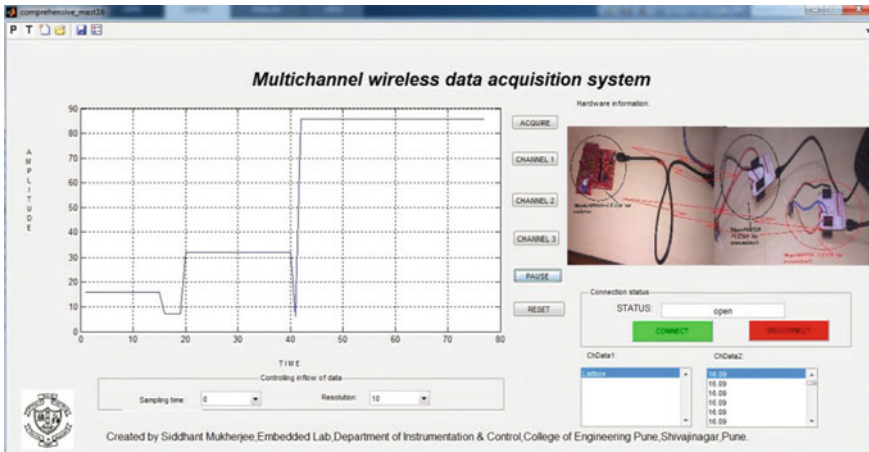 comprehensive_mast16
P T
Multichannel wireless data acquisition system
Hardware information:
AMPLITUDE
90
80
70
60
50
40
30
20
10
0
0 10 20 30 40 50 60 70 80
TIME
ACQUIRE
CHANNEL 1
CHANNEL 2
CHANNEL 3
PAUSE
RESET
Connection status
STATUS: open
CONNECT DISCONNECT
ChData1: ChData2:
Listbox
16.09
16.09
16.09
16.09
16.09
Controlling inflow of data
Sampling time: 0 Resolution: 10
Created by Siddhant Mukherjee,Embedded Lab,Department of Instrumentation & Control,College of Engineering Pune,Shivajinagar,Pune.